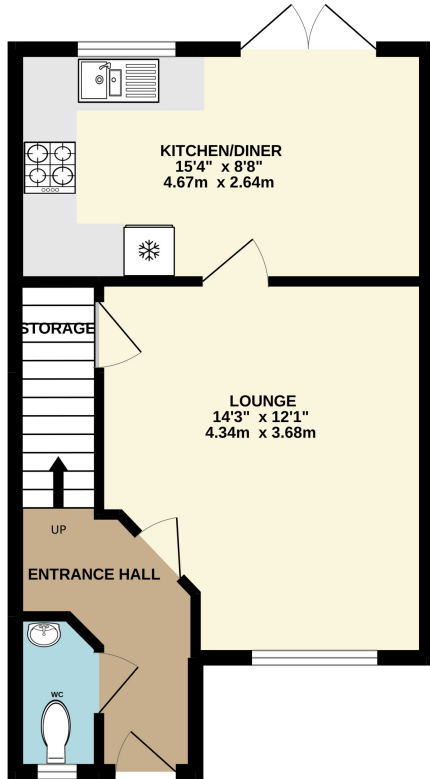 KITCHEN/DINER
15'4" x 8'8"
4.67m x 2.64m
STORAGE
LOUNGE
14'3" x 12'1"
4.34m x 3.68m
UP
ENTRANCE HALL
WC